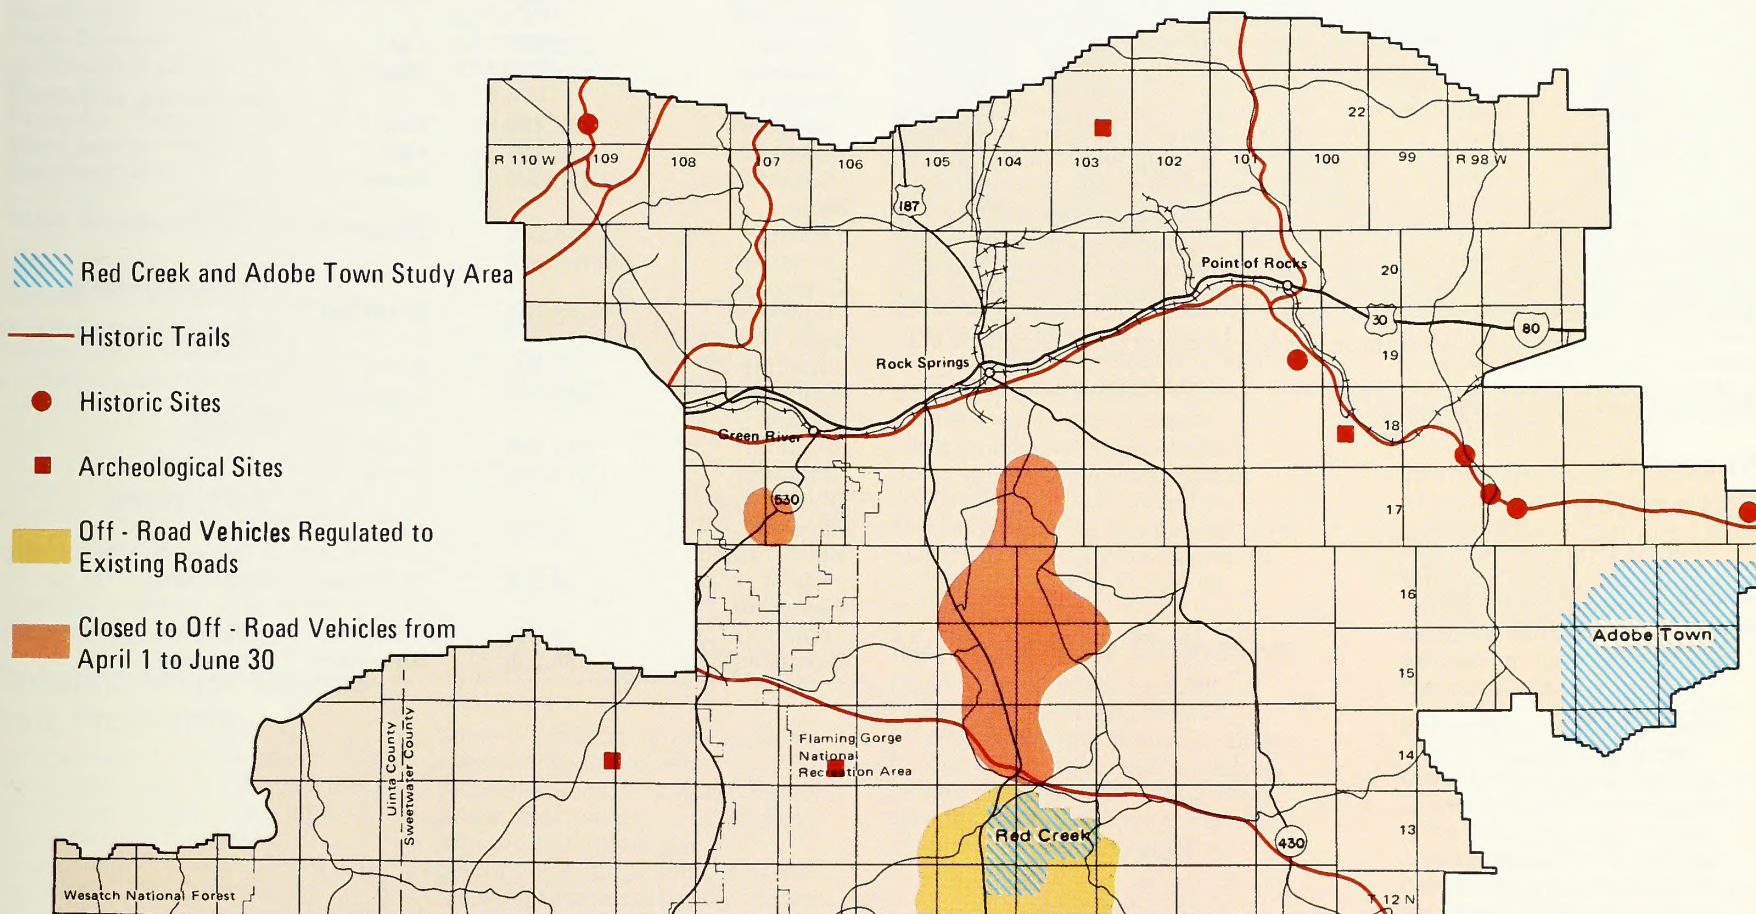 22
R 110 W 109 108 107 106 105 104 103 102 101 100 99 R 98 W
187
Red Creek and Adobe Town Study Area
Historic Trails
Historic Sites
Archeological Sites
Off - Road Vehicles Regulated to
Existing Roads
Closed to Off - Road Vehicles from
April 1 to June 30
Point of Rocks
20
30
80
Rock Springs
19
Green River
18
530
17
16
Adobe Town
15
Uinta County
Sweetwater County
Flaming Gorge
National
Recreation Area
14
Red Creek
13
430
Wesatch National Forest
T 12 N